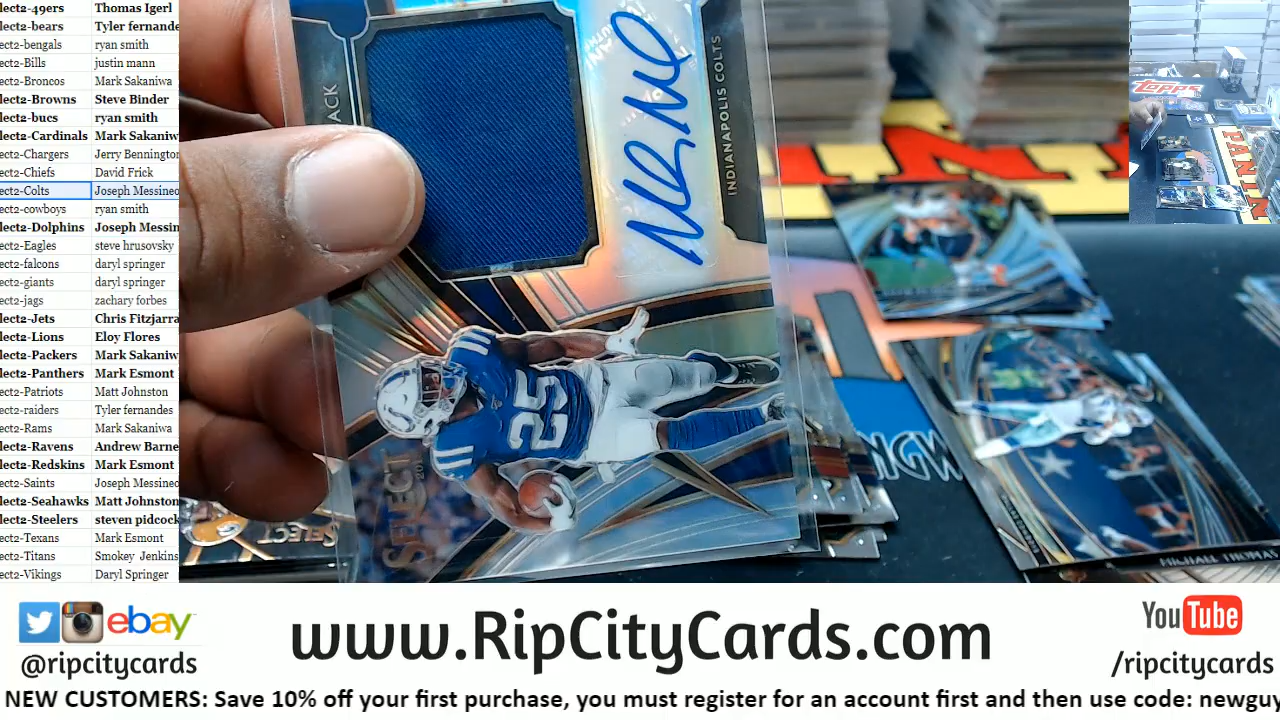 lect2-49ers Thomas Igerl
lect2-bears Tyler fernande
ect2-bengals ryan smith
ect2-Bills justin mann
ect2-Broncos Mark Sakaniwa
lect2-Browns Steve Binder
lect2-bucs ryan smith
lect2-Cardinals Mark Sakaniw
ect2-Chargers Jerry Bennington
ect2-Chiefs David Frick
ect2-Colts Joseph Messineo
ect2-cowboys ryan smith
lect2-Dolphins Joseph Messin
ect2-Eagles steve hrusovsky
ect2-falcons daryl springer
ect2-giants daryl springer
ect2-jags zachary forbes
lect2-Jets Chris Fitzjarra
lect2-Lions Eloy Flores
lect2-Packers Mark Sakaniw
lect2-Panthers Mark Esmont
ect2-Patriots Matt Johnston
ect2-raiders Tyler fernandes
ect2-Rams Mark Sakaniwa
lect2-Ravens Andrew Barne
lect2-Redskins Mark Esmont
ect2-Saints Joseph Messineo
lect2-Seahawks Matt Johnston
lect2-Steelers steven pidcock
ect2-Texans Mark Esmont
ect2-Titans Smokey Jenkins
ect2-Vikings Daryl Springer
ACK
INDIANAPOLIS COLTS
25
SELECT
SELECT
MICHAEL THOMAS
Topps
PANINI
ebay
@ripcitycards
www.RipCityCards.com
YouTube
/ripcitycards
NEW CUSTOMERS: Save 10% off your first purchase, you must register for an account first and then use code: newguy